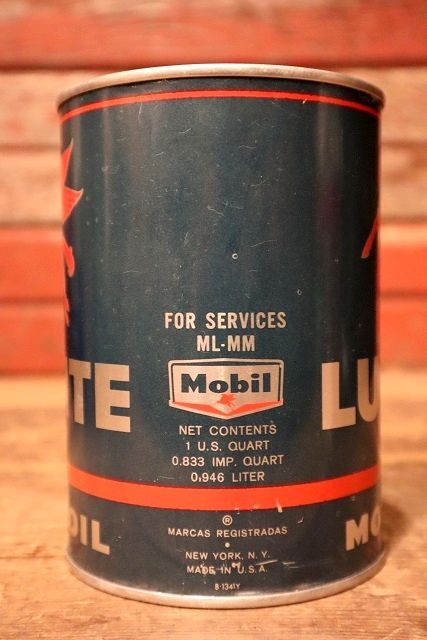 FOR SERVICES
ML-MM
Mobil
TE LU
NET CONTENTS
1 U.S. QUART
0.833 IMP. QUART
0,946 LITER
®
MARCAS REGISTRADAS
•
OIL MO
NEW YORK, N.Y.
MADE IN U.S.A.
B-1341Y